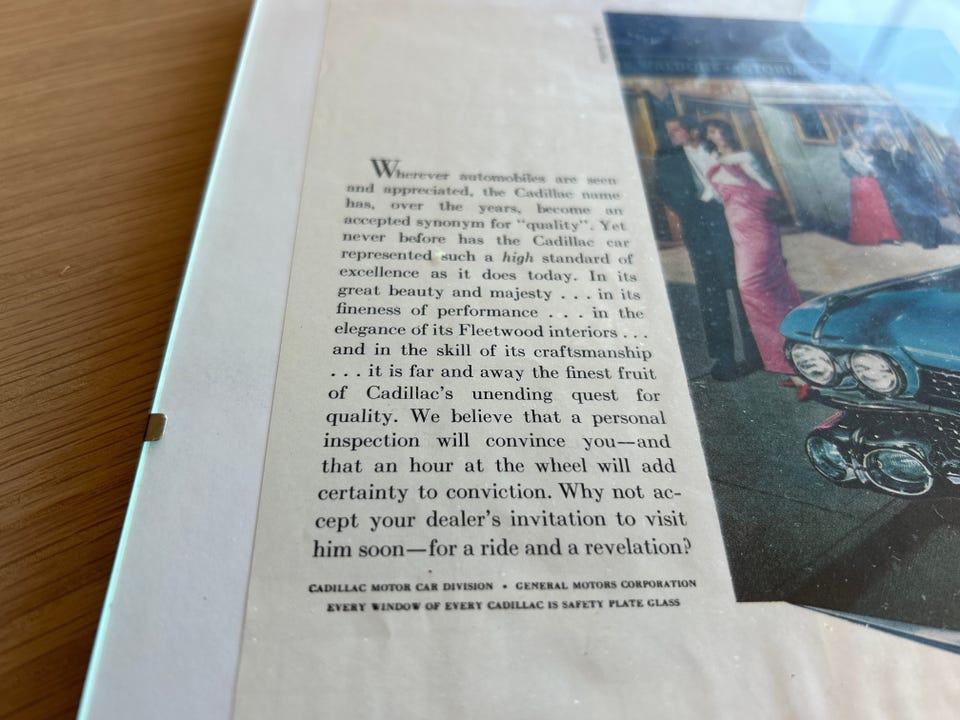 WALDORF-ASTORIA
Wherever automobiles are seen
and appreciated, the Cadillac name
has, over the years, become an
accepted synonym for "quality". Yet
never before has the Cadillac car
represented such a high standard of
excellence as it does today. In its
great beauty and majesty . . . in its
fineness of performance . . . in the
elegance of its Fleetwood interiors . . .
and in the skill of its craftsmanship
. . . it is far and away the finest fruit
of Cadillac's unending quest for
quality. We believe that a personal
inspection will convince you—and
that an hour at the wheel will add
certainty to conviction. Why not ac-
cept your dealer's invitation to visit
him soon—for a ride and a revelation?
CADILLAC MOTOR CAR DIVISION • GENERAL MOTORS CORPORATION
EVERY WINDOW OF EVERY CADILLAC IS SAFETY PLATE GLASS